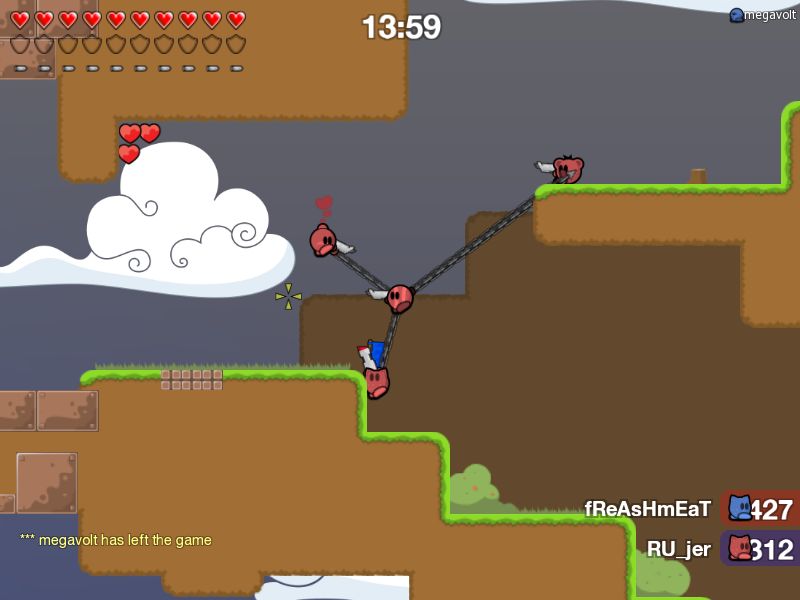 13:59
megavolt
fReAsHmEaT 427
RU_jer 312
*** megavolt has left the game